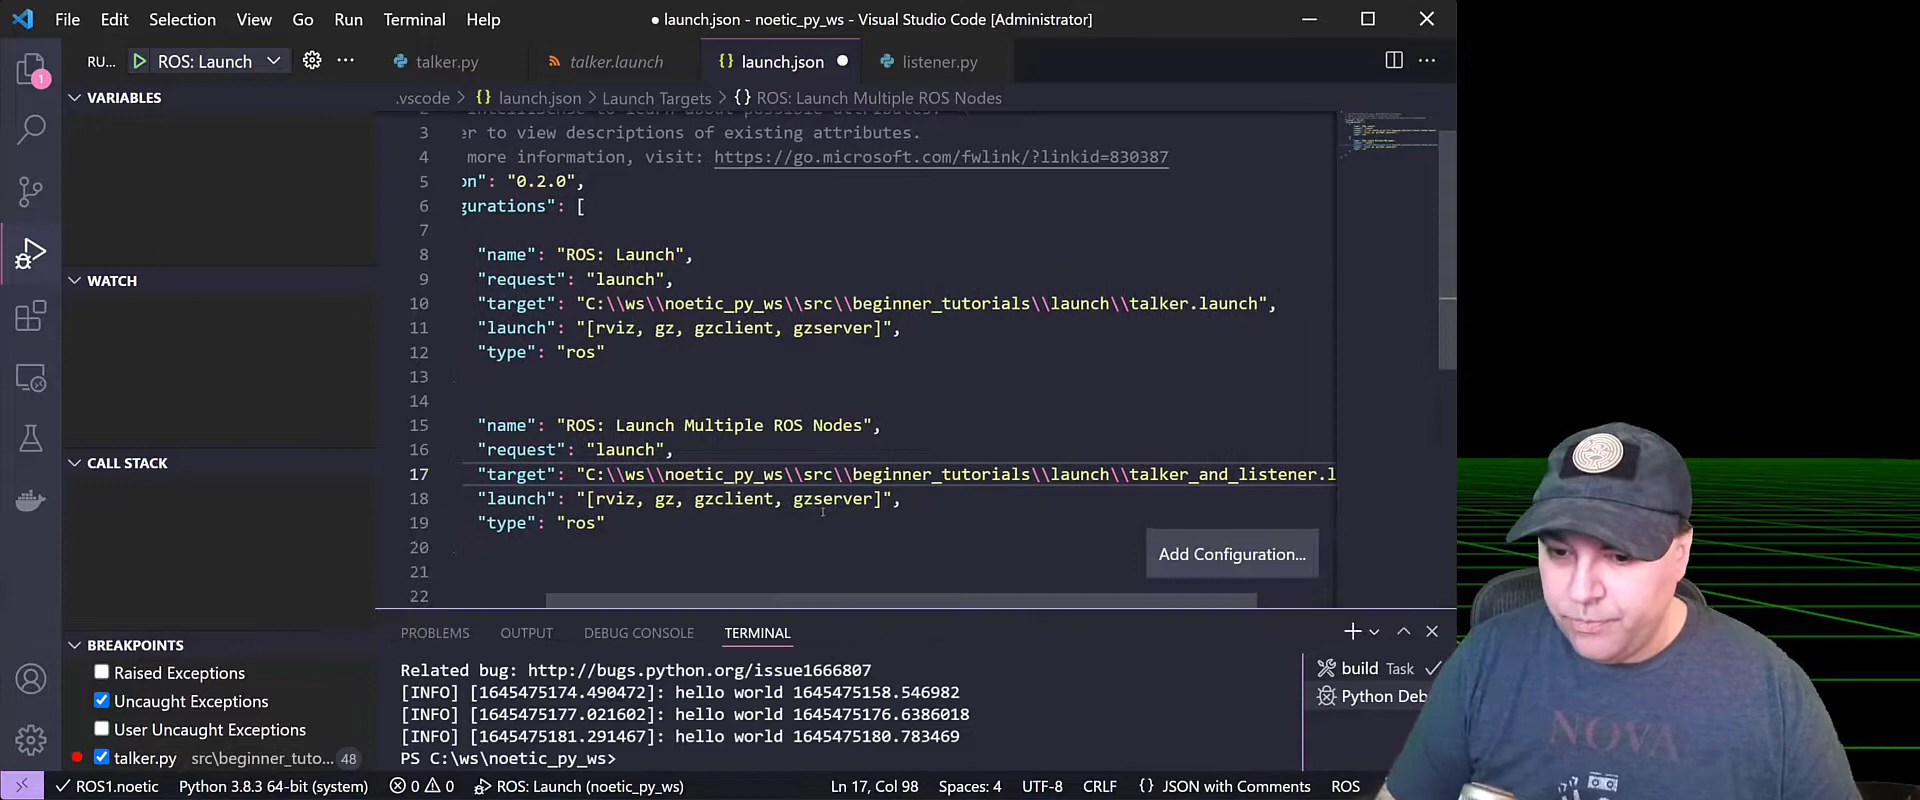 File Edit Selection View Go Run Terminal Help ● launch.json - noetic_py_ws - Visual Studio Code [Administrator]
RU... ROS: Launch talker.py talker.launch {} launch.json ● listener.py
1
.vscode > {} launch.json > Launch Targets > {} ROS: Launch Multiple ROS Nodes
VARIABLES
WATCH
CALL STACK
BREAKPOINTS
Raised Exceptions
Uncaught Exceptions
User Uncaught Exceptions
talker.py src\beginner_tuto... 48
3 er to view descriptions of existing attributes.
4 more information, visit: https://go.microsoft.com/fwlink/?linkid=830387
5 on": "0.2.0",
6 gurations": [
7
8 "name": "ROS: Launch",
9 "request": "launch",
10 "target": "C:\\ws\\noetic_py_ws\\src\\beginner_tutorials\\launch\\talker.launch",
11 "launch": "[rviz, gz, gzclient, gzserver]",
12 "type": "ros"
13
14
15 "name": "ROS: Launch Multiple ROS Nodes",
16 "request": "launch",
17 "target": "C:\\ws\\noetic_py_ws\\src\\beginner_tutorials\\launch\\talker_and_listener.l
18 "launch": "[rviz, gz, gzclient, gzserver]",
19 "type": "ros"
20
21
22
Add Configuration...
PROBLEMS OUTPUT DEBUG CONSOLE TERMINAL
Related bug: http://bugs.python.org/issue1666807
[INFO] [1645475174.490472]: hello world 1645475158.546982
[INFO] [1645475177.021602]: hello world 1645475176.6386018
[INFO] [1645475181.291467]: hello world 1645475180.783469
PS C:\ws\noetic_py_ws>
build Task
Python Deb
ROS1.noetic Python 3.8.3 64-bit (system) 0 0 ROS: Launch (noetic_py_ws) Ln 17, Col 98 Spaces: 4 UTF-8 CRLF {} JSON with Comments ROS
NOVA